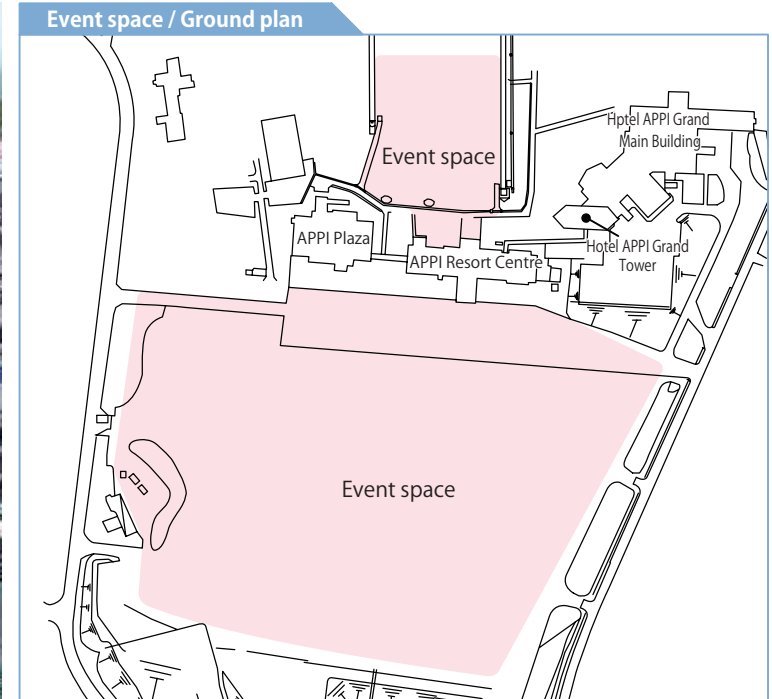 Event space / Ground plan
Hptel APPI Grand
Main Building
Event space
APPI Plaza
APPI Resort Centre
Hotel APPI Grand
Tower
Event space